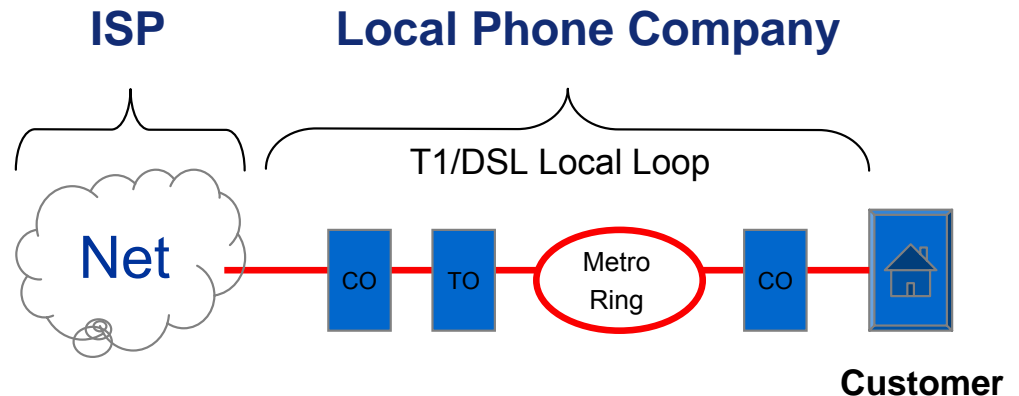 ISP
Local Phone Company
T1/DSL Local Loop
Net
CO
TO
Metro
Ring
CO
Customer